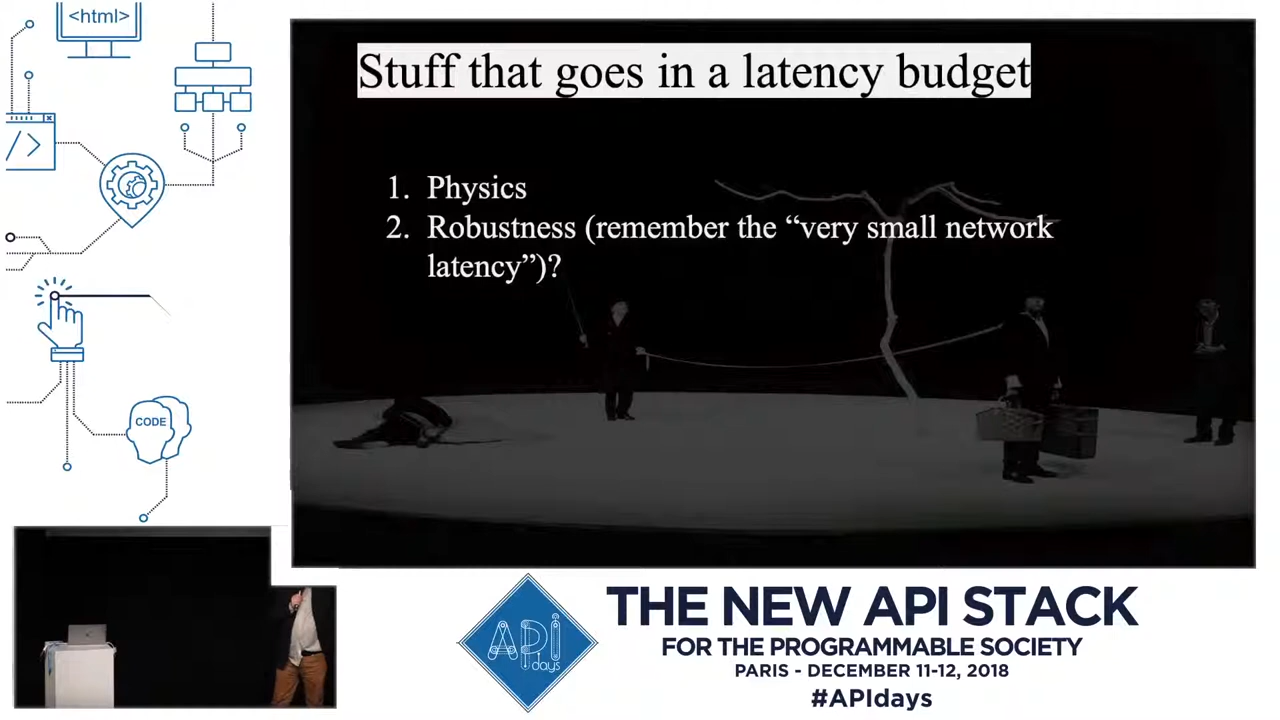 <html>
Stuff that goes in a latency budget
1. Physics
2. Robustness (remember the “very small network
latency”)?
</>
CODE
API
days
THE NEW API STACK
FOR THE PROGRAMMABLE SOCIETY
PARIS - DECEMBER 11-12, 2018
#APIdays